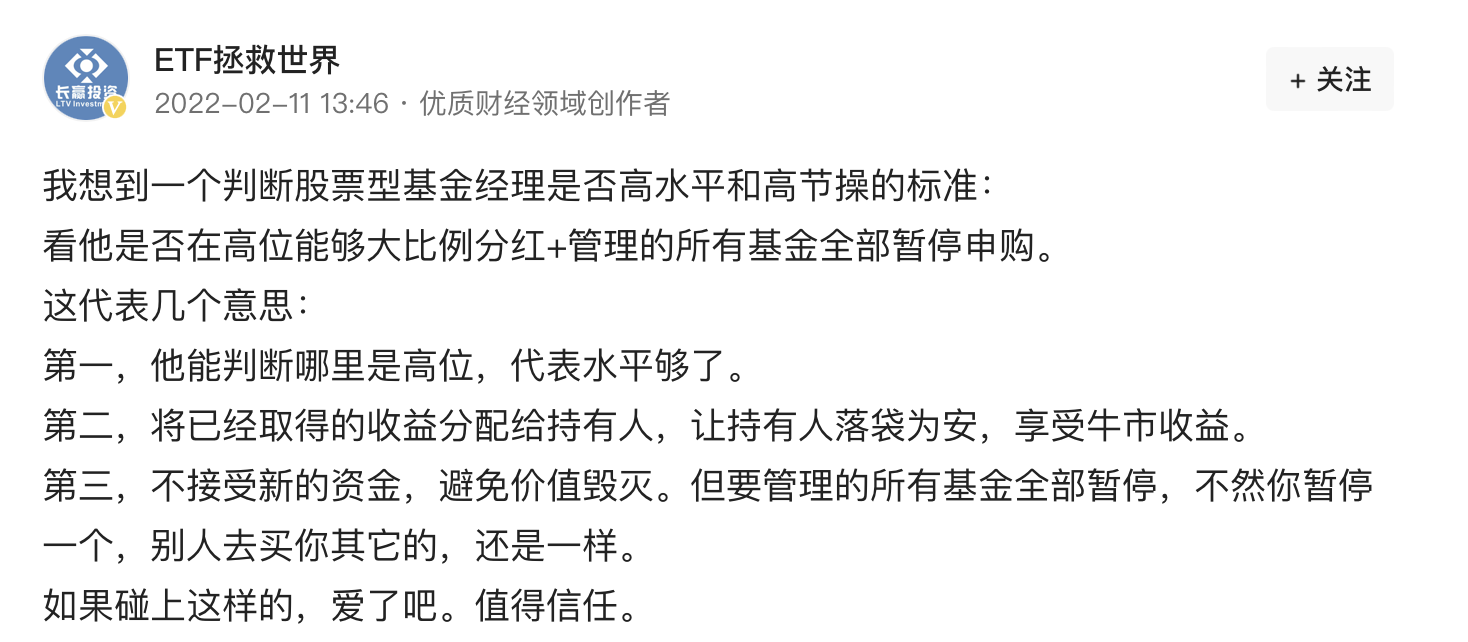 ETF拯救世界
2022-02-11 13:46 · 优质财经领域创作者
+ 关注
长赢投资
LTV Investm
V
我想到一个判断股票型基金经理是否高水平和高节操的标准：
看他是否在高位能够大比例分红+管理的所有基金全部暂停申购。
这代表几个意思：
第一，他能判断哪里是高位，代表水平够了。
第二，将已经取得的收益分配给持有人，让持有人落袋为安，享受牛市收益。
第三，不接受新的资金，避免价值毁灭。但要管理的所有基金全部暂停，不然你暂停
一个，别人去买你其它的，还是一样。
如果碰上这样的，爱了吧。值得信任。